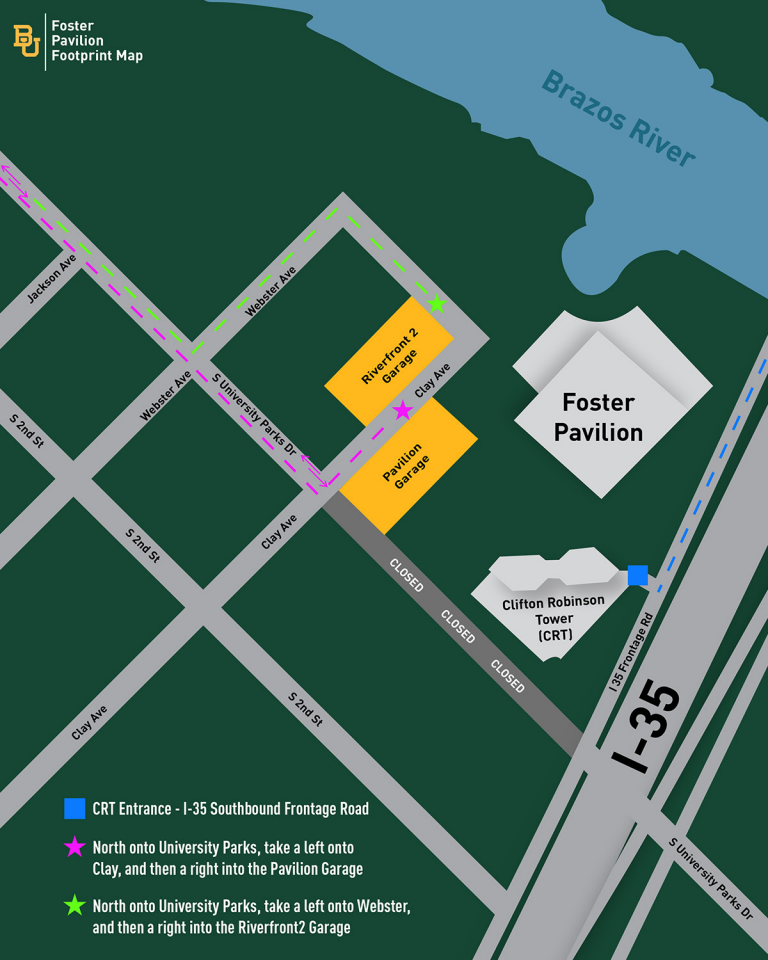 BU
Foster
Pavilion
Footprint Map
Brazos River
Jackson Ave
Webster Ave
Riverfront 2
Garage
Clay Ave
Webster Ave
S University Parks Dr
S 2nd St
Foster
Pavilion
Pavilion
Garage
Clay Ave
S 2nd St
CLOSED
CLOSED
CLOSED
Clifton Robinson
Tower
(CRT)
I 35 Frontage Rd
I-35
S 2nd St
Clay Ave
S University Parks Dr
CRT Entrance - I-35 Southbound Frontage Road
North onto University Parks, take a left onto
Clay, and then a right into the Pavilion Garage
North onto University Parks, take a left onto Webster,
and then a right into the Riverfront2 Garage